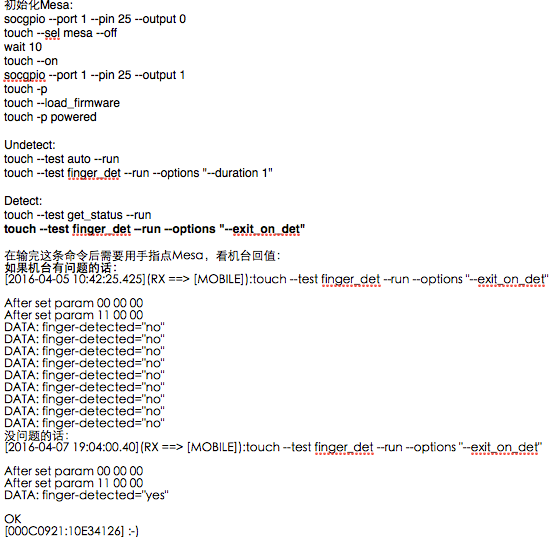 初始化Mesa:
socgpio --port 1 --pin 25 --output 0
touch --sel mesa --off
wait 10
touch --on
socgpio --port 1 --pin 25 --output 1
touch -p
touch --load_firmware
touch -p powered
Undetect:
touch --test auto --run
touch --test finger_det --run --options "--duration 1"
Detect:
touch --test get_status --run
touch --test finger_det --run --options "--exit_on_det"
在输完这条命令后需要用手指点Mesa，看机台回值：
如果机台有问题的话：
[2016-04-05 10:42:25.425](RX ==> [MOBILE]):touch --test finger_det --run --options "--exit_on_det"
After set param 00 00 00
After set param 11 00 00
DATA: finger-detected="no"
DATA: finger-detected="no"
DATA: finger-detected="no"
DATA: finger-detected="no"
DATA: finger-detected="no"
DATA: finger-detected="no"
DATA: finger-detected="no"
DATA: finger-detected="no"
DATA: finger-detected="no"
没问题的话：
[2016-04-07 19:04:00.40](RX ==> [MOBILE]):touch --test finger_det --run --options "--exit_on_det"
After set param 00 00 00
After set param 11 00 00
DATA: finger-detected="yes"
OK
[000C0921:10E34126] :-)